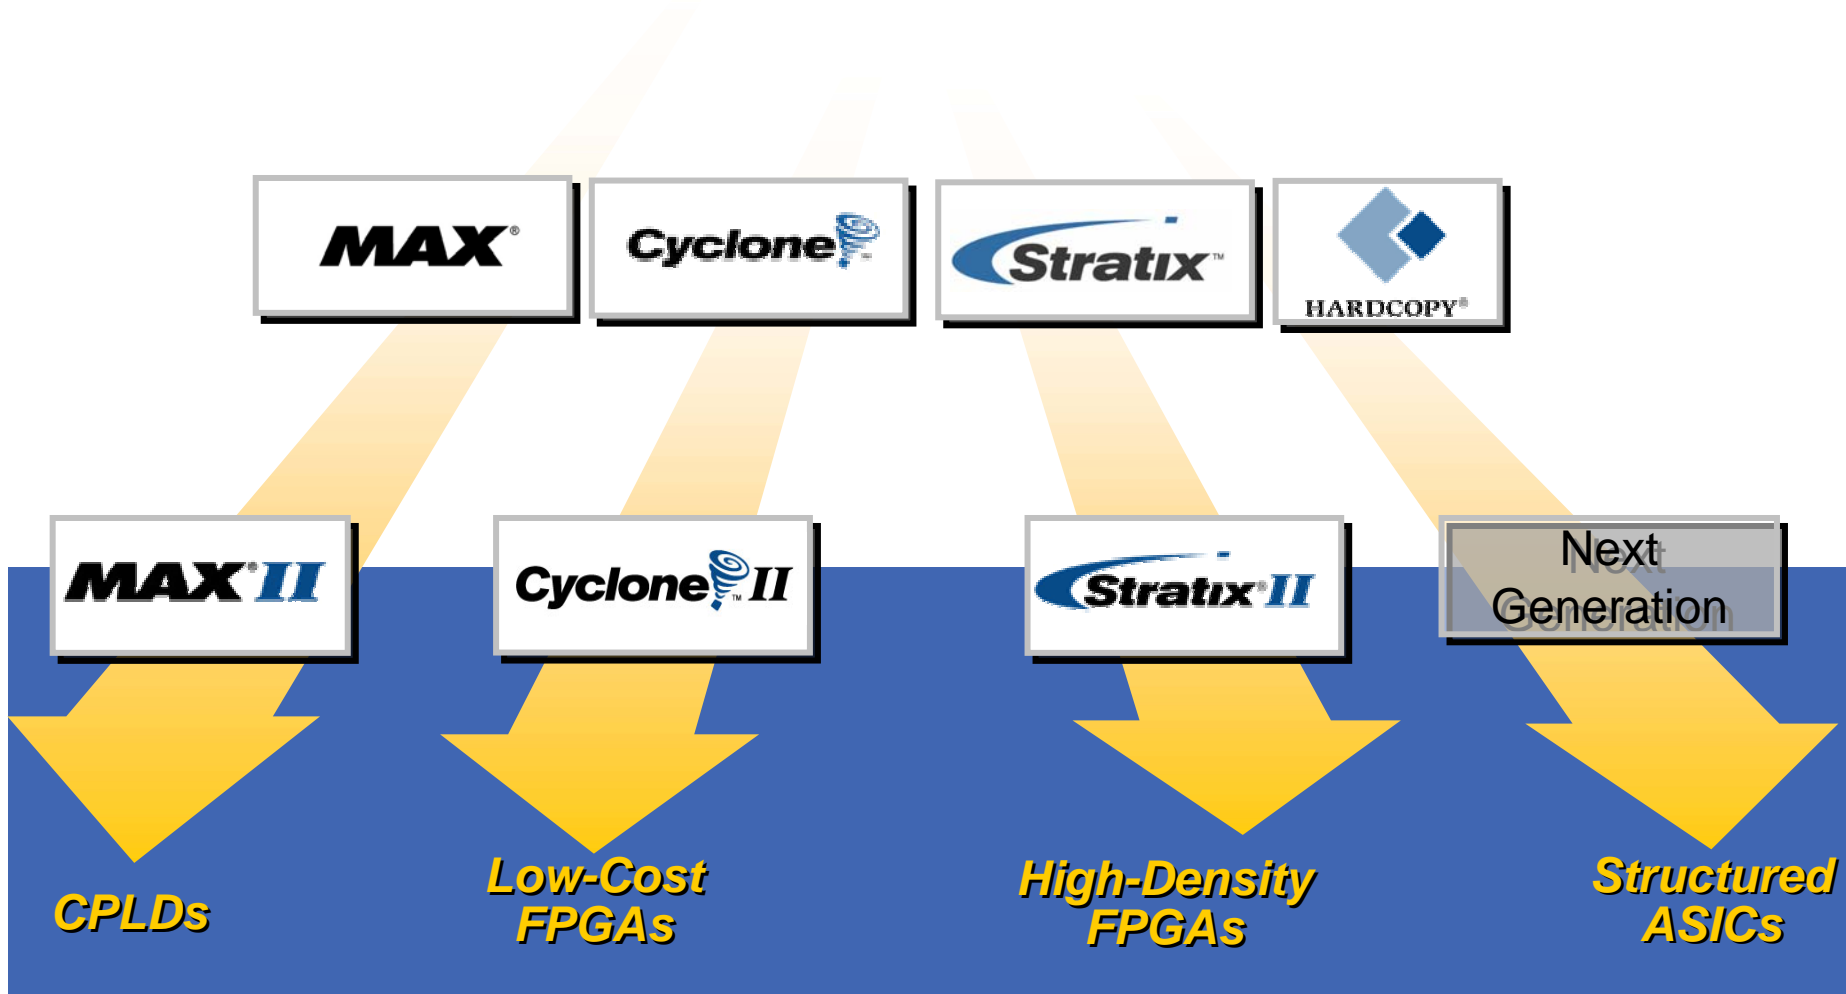 MAX®
Cyclone™
Stratix™
HARDCOPY®
MAX® II
Cyclone™ II
Stratix® II
Next
Generation
CPLDs
Low-Cost
FPGAs
High-Density
FPGAs
Structured
ASICs